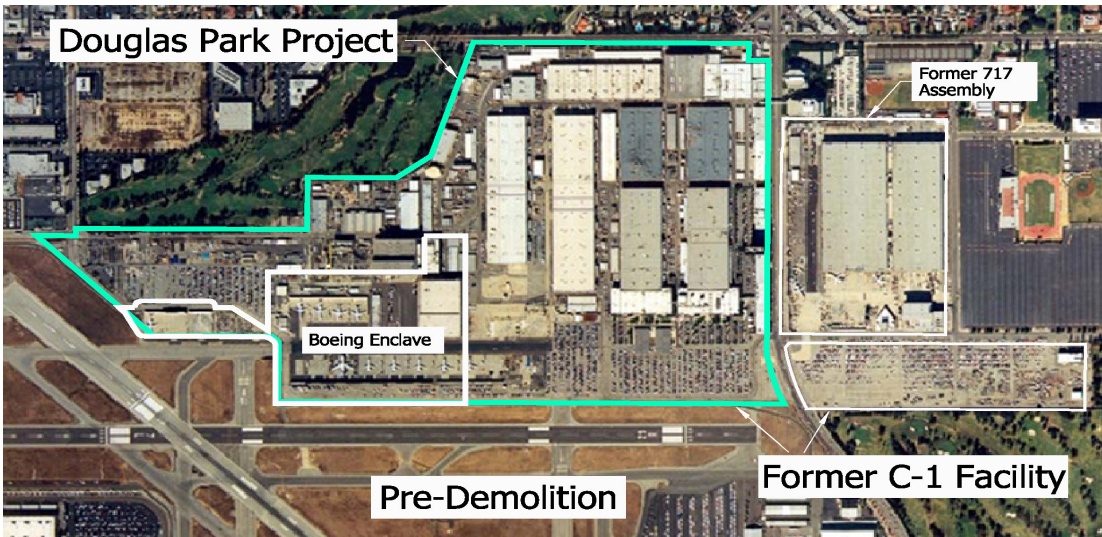 Douglas Park Project
Former 717
Assembly
Boeing Enclave
Former C-1 Facility
Pre-Demolition